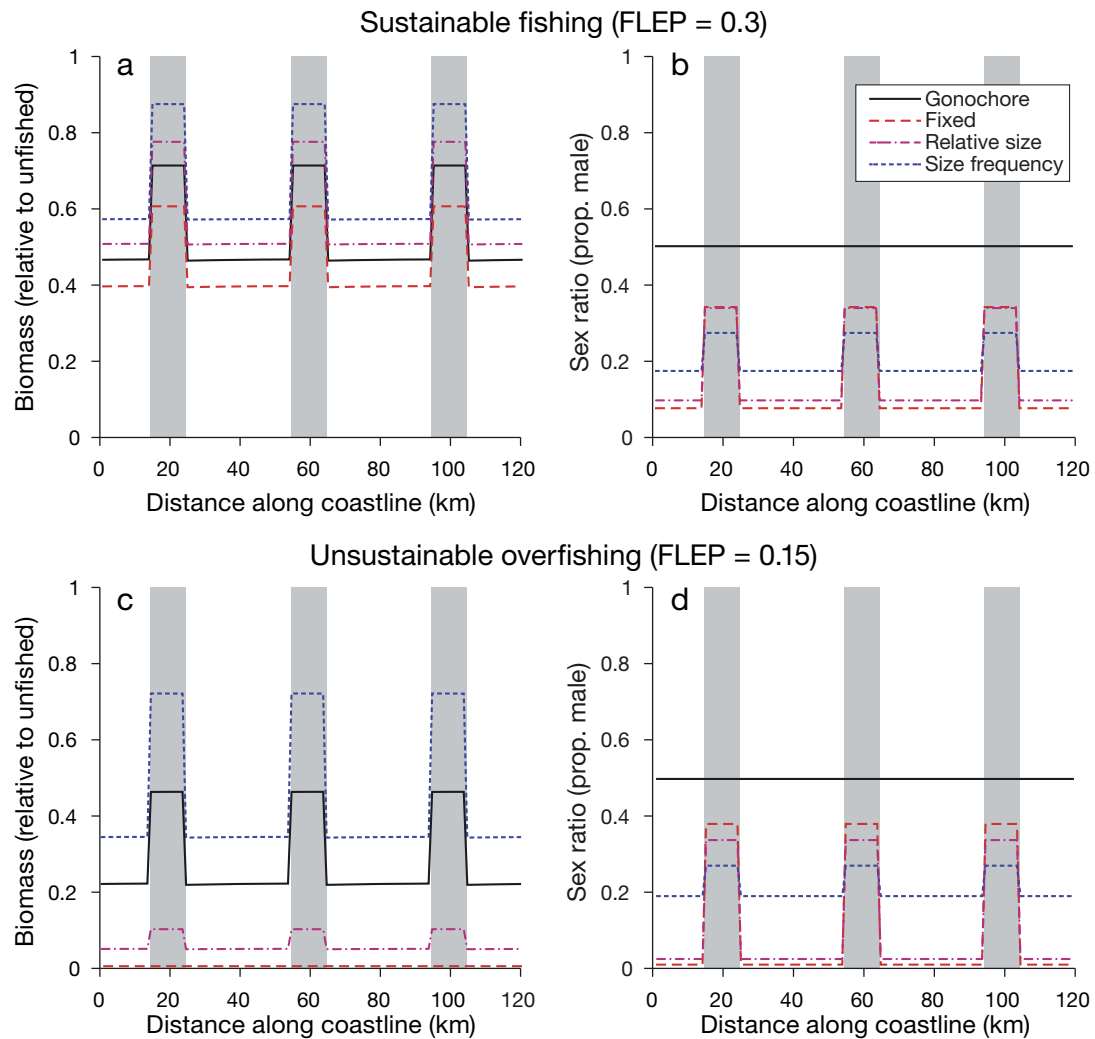 Sustainable fishing (FLEP = 0.3)
a
Biomass (relative to unfished)
1
0.8
0.6
0.4
0.2
0
0 20 40 60 80 100 120
Distance along coastline (km)
b
Gonochore
Fixed
Relative size
Size frequency
Sex ratio (prop. male)
1
0.8
0.6
0.4
0.2
0
0 20 40 60 80 100 120
Distance along coastline (km)
Unsustainable overfishing (FLEP = 0.15)
c
Biomass (relative to unfished)
1
0.8
0.6
0.4
0.2
0
0 20 40 60 80 100 120
Distance along coastline (km)
d
Sex ratio (prop. male)
1
0.8
0.6
0.4
0.2
0
0 20 40 60 80 100 120
Distance along coastline (km)